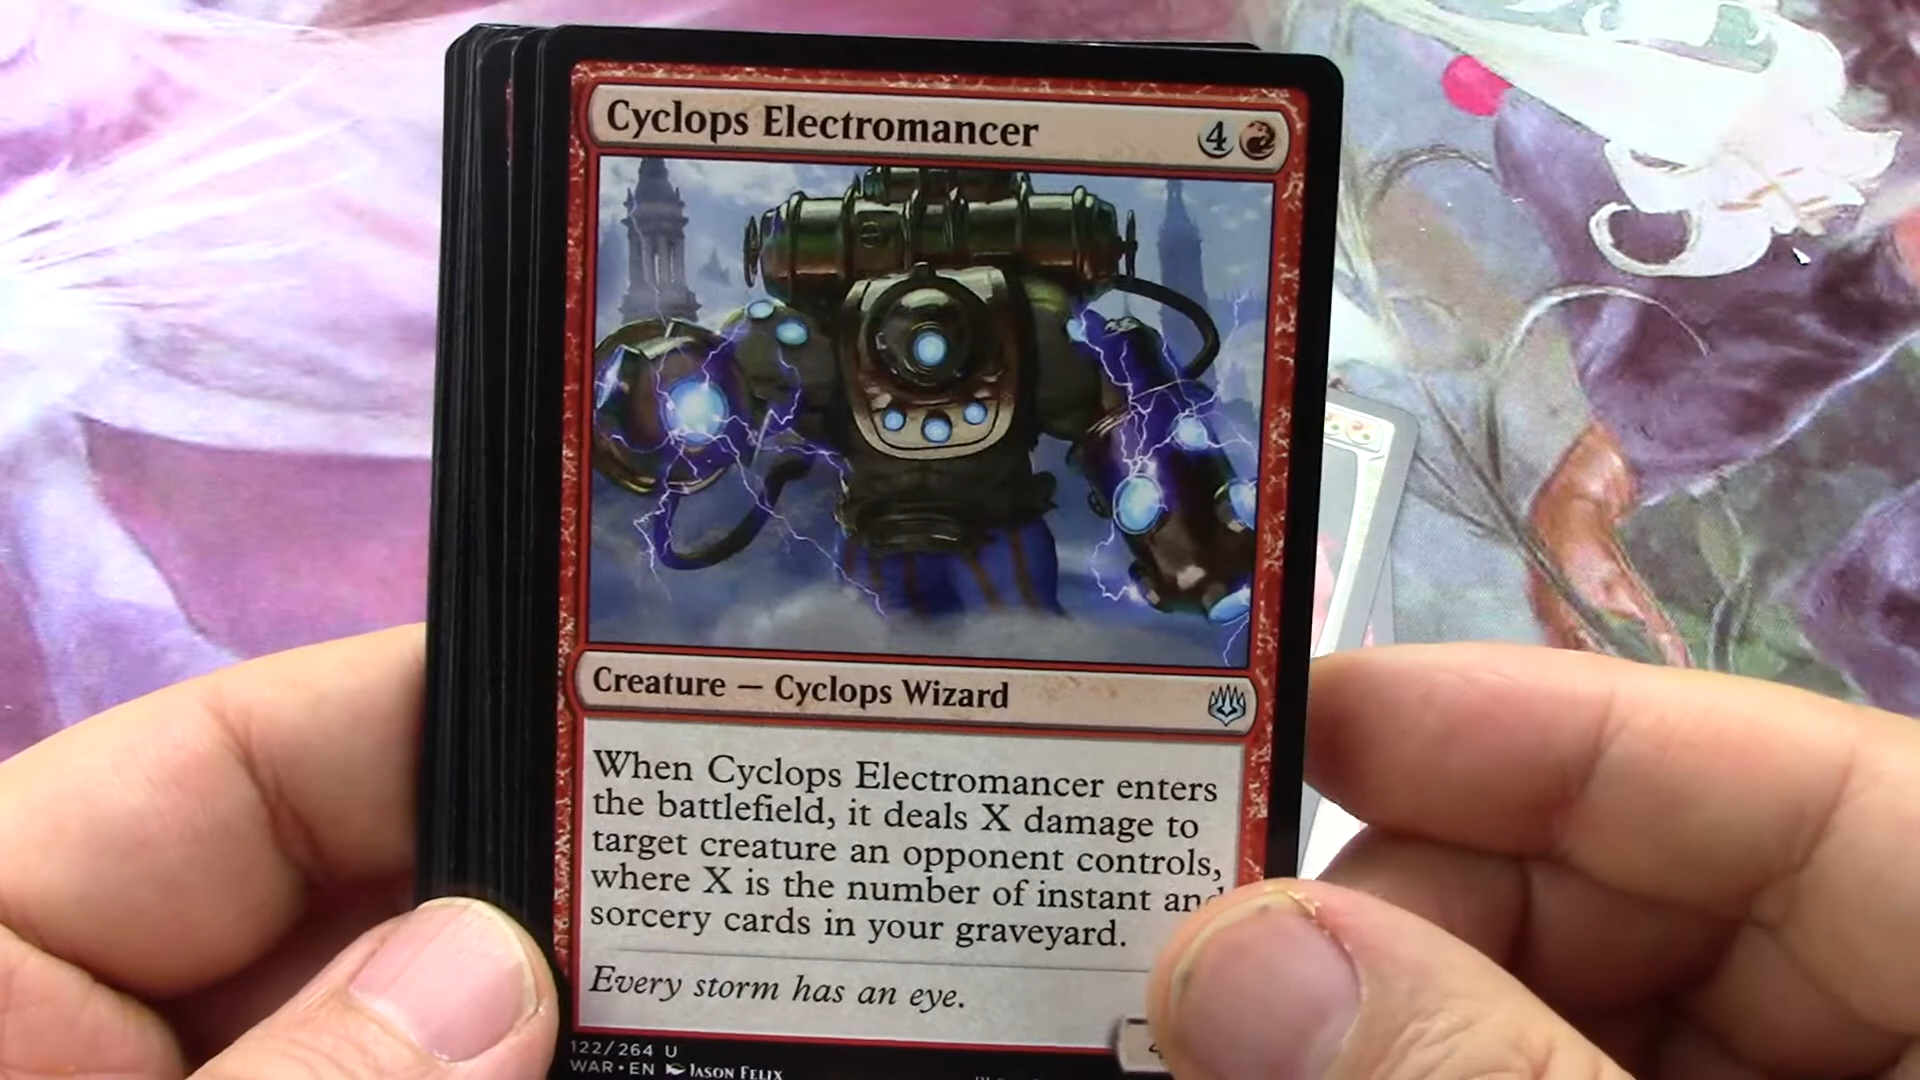 Cyclops Electromancer 4
Creature — Cyclops Wizard
When Cyclops Electromancer enters
the battlefield, it deals X damage to
target creature an opponent controls,
where X is the number of instant and
sorcery cards in your graveyard.
Every storm has an eye.
4
122/264 U
WAR • EN JASON FELIX